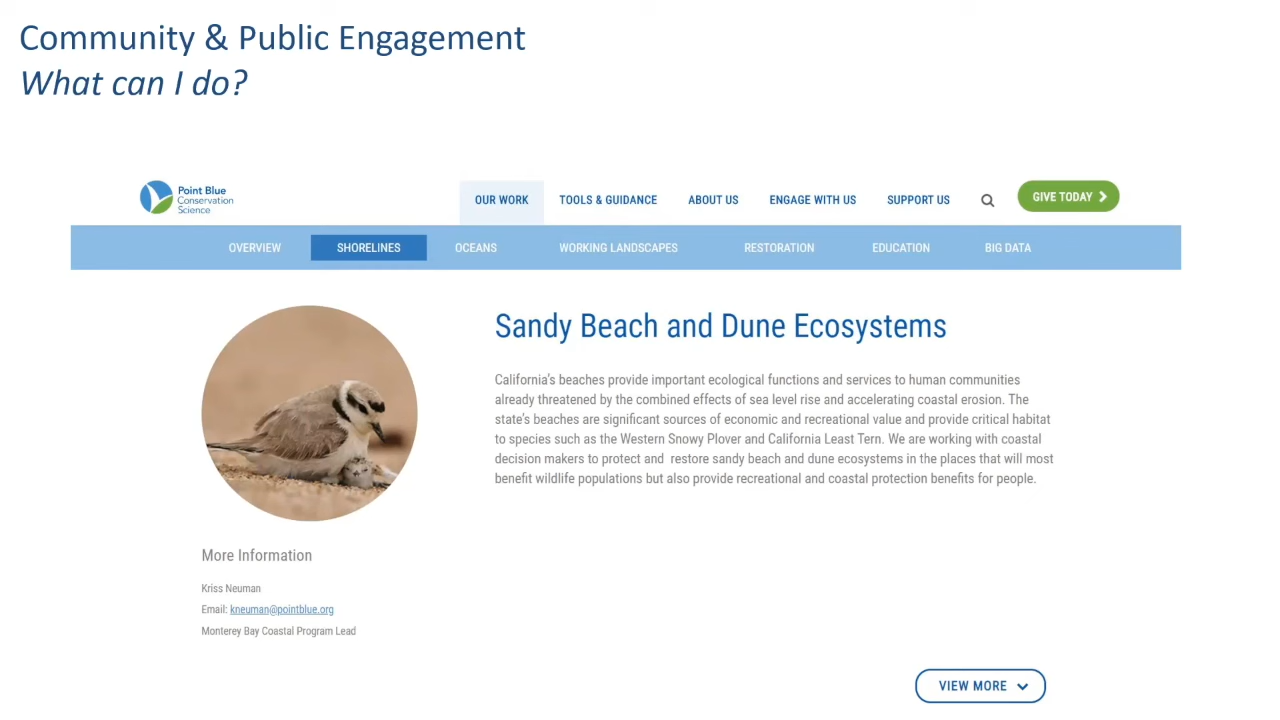 Community & Public Engagement
What can I do?
Point Blue
Conservation
Science
OUR WORK
TOOLS & GUIDANCE
ABOUT US
ENGAGE WITH US
SUPPORT US
GIVE TODAY
OVERVIEW
SHORELINES
OCEANS
WORKING LANDSCAPES
RESTORATION
EDUCATION
BIG DATA
Sandy Beach and Dune Ecosystems
California's beaches provide important ecological functions and services to human communities
already threatened by the combined effects of sea level rise and accelerating coastal erosion. The
state's beaches are significant sources of economic and recreational value and provide critical habitat
to species such as the Western Snowy Plover and California Least Tern. We are working with coastal
decision makers to protect and restore sandy beach and dune ecosystems in the places that will most
benefit wildlife populations but also provide recreational and coastal protection benefits for people.
More Information
Kriss Neuman
Email: kneuman@pointblue.org
Monterey Bay Coastal Program Lead
VIEW MORE